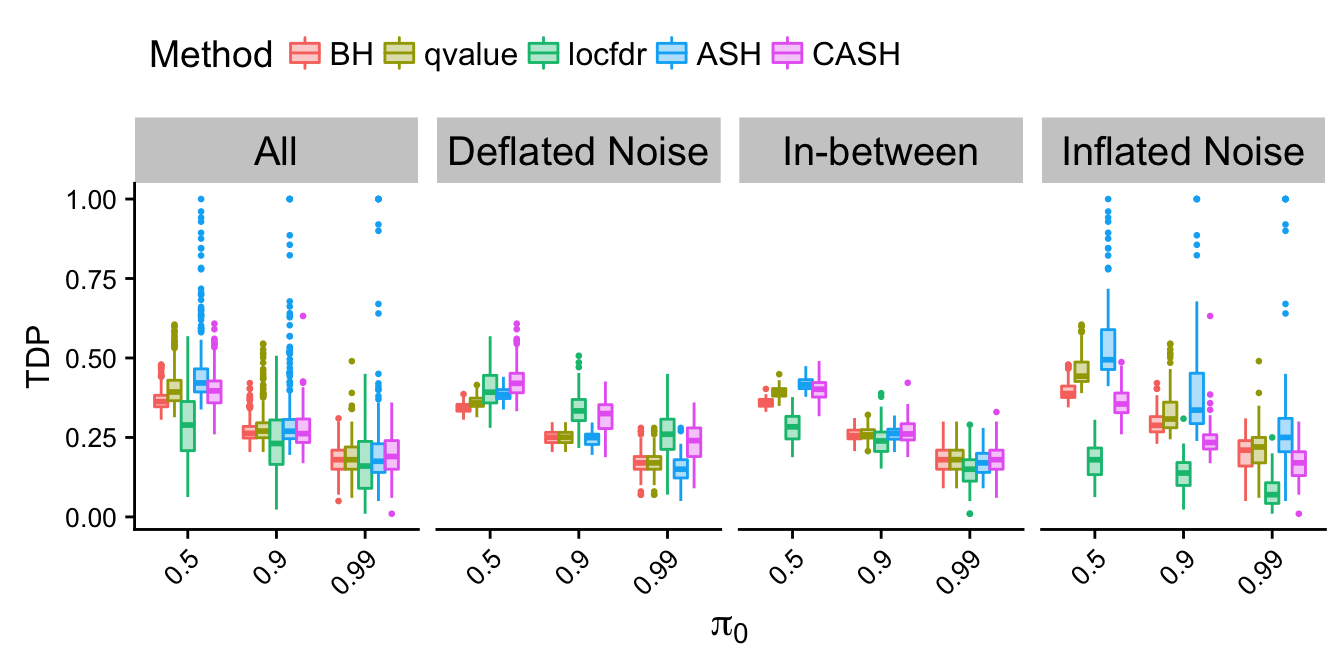 Method BH qvalue locfdr ASH CASH
All Deflated Noise In-between Inflated Noise
1.00
0.75
0.50
0.25
0.00
TDP
0.5 0.9 0.99 0.5 0.9 0.99 0.5 0.9 0.99 0.5 0.9 0.99
π0